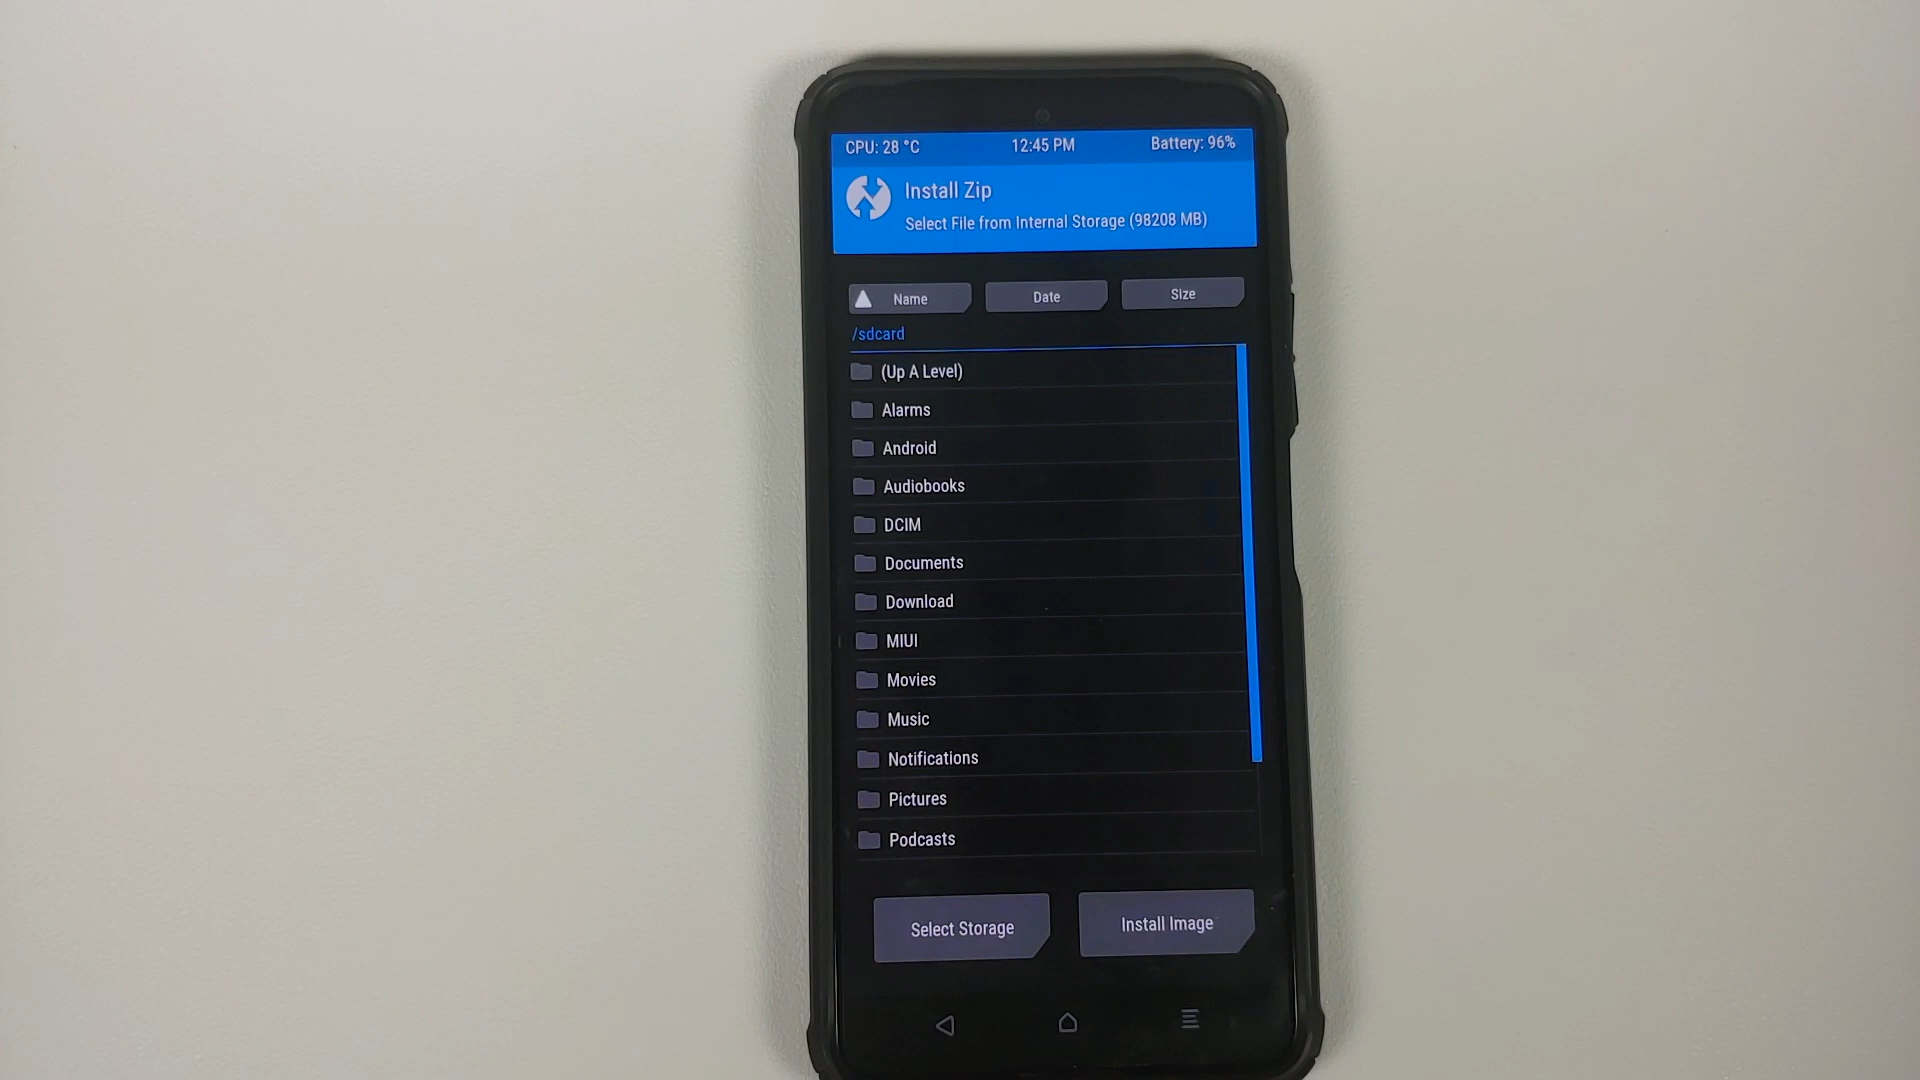 CPU: 28 °C 12:45 PM Battery: 96%
Install Zip
Select File from Internal Storage (98208 MB)
Name Date Size
/sdcard
(Up A Level)
Alarms
Android
Audiobooks
DCIM
Documents
Download
MIUI
Movies
Music
Notifications
Pictures
Podcasts
Select Storage Install Image